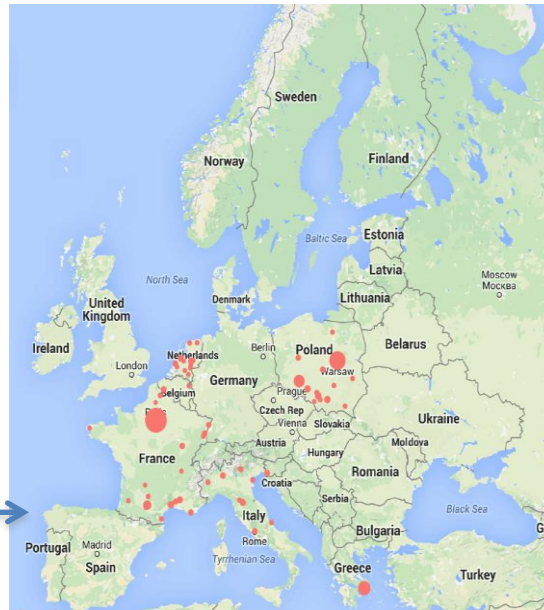 Sweden
Norway
Finland
Estonia
Baltic Sea
Latvia
Moscow
Москва
North Sea
Denmark
Lithuania
United
Kingdom
Ireland
Belarus
Berlin
Poland
Netherlands
London
Warsaw
Germany
Belgium
Prague
Czech Rep
Ukraine
Paris
Vienna
Slovakia
Austria
Moldova
Hungary
France
Romania
Croatia
Serbia
Black Sea
Italy
Bulgaria
Portugal
Madrid
Rome
Spain
Tyrrhenian Sea
Greece
Turkey
G